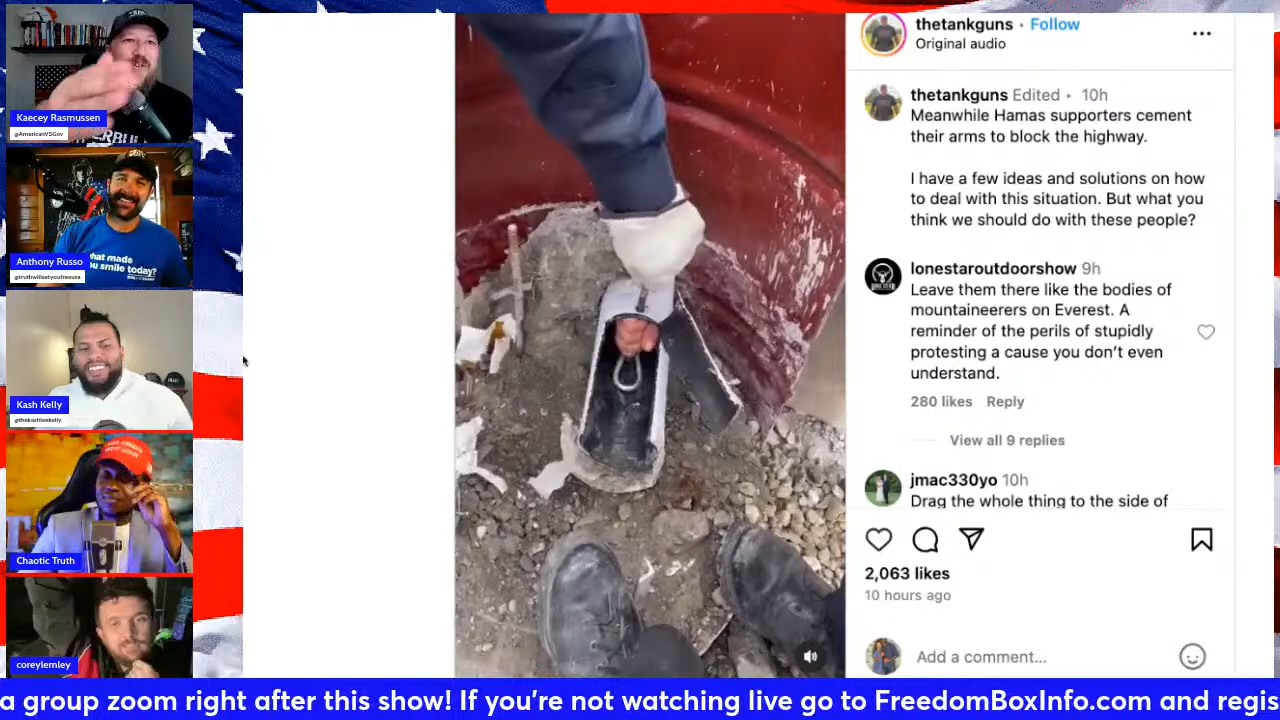 Kaecey Rasmussen
@AmericanVSGov
Anthony Russo
@truthwillsetyoufreeusa
what made
you smile today?
Kash Kelly
@thekashleekelly
Chaotic Truth
coreylemley
thetankguns • Follow
Original audio
thetankguns Edited • 10h
Meanwhile Hamas supporters cement
their arms to block the highway.
I have a few ideas and solutions on how
to deal with this situation. But what you
think we should do with these people?
lonestaroutdoorshow 9h
Leave them there like the bodies of
mountaineerers on Everest. A
reminder of the perils of stupidly
protesting a cause you don't even
understand.
280 likes Reply
View all 9 replies
jmac330yo 10h
Drag the whole thing to the side of
2,063 likes
10 hours ago
Add a comment...
a group zoom right after this show! If you're not watching live go to FreedomBoxInfo.com and regis